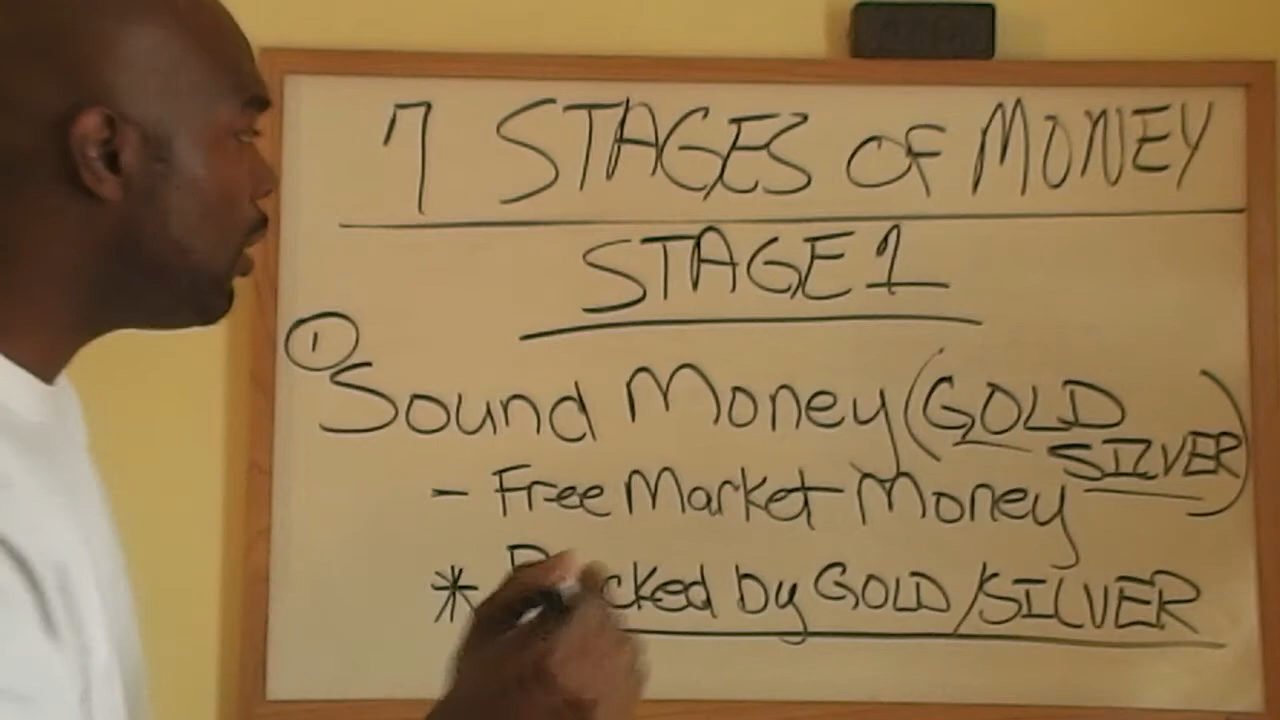 7 STAGES OF MONEY
STAGE 1
① Sound Money (GOLD
SILVER)
- Free Market Money
* cked by GOLD/SILVER